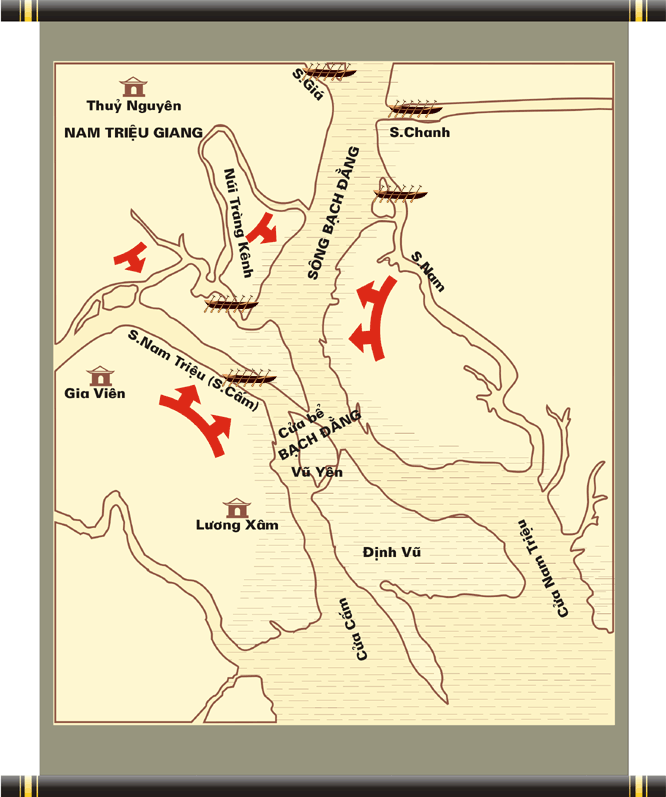 S.Giá
Thuỷ Nguyên
NAM TRIỆU GIANG
S.Chanh
Núi Tràng Kênh
SÔNG BẠCH ĐẰNG
S.Nam
S.Nam Triệu (S.Cấm)
Gia Viên
Cửa bể
BẠCH ĐẰNG
Vũ Yên
Lương Xâm
Định Vũ
Cửa Nam Triệu
Cửa Cấm